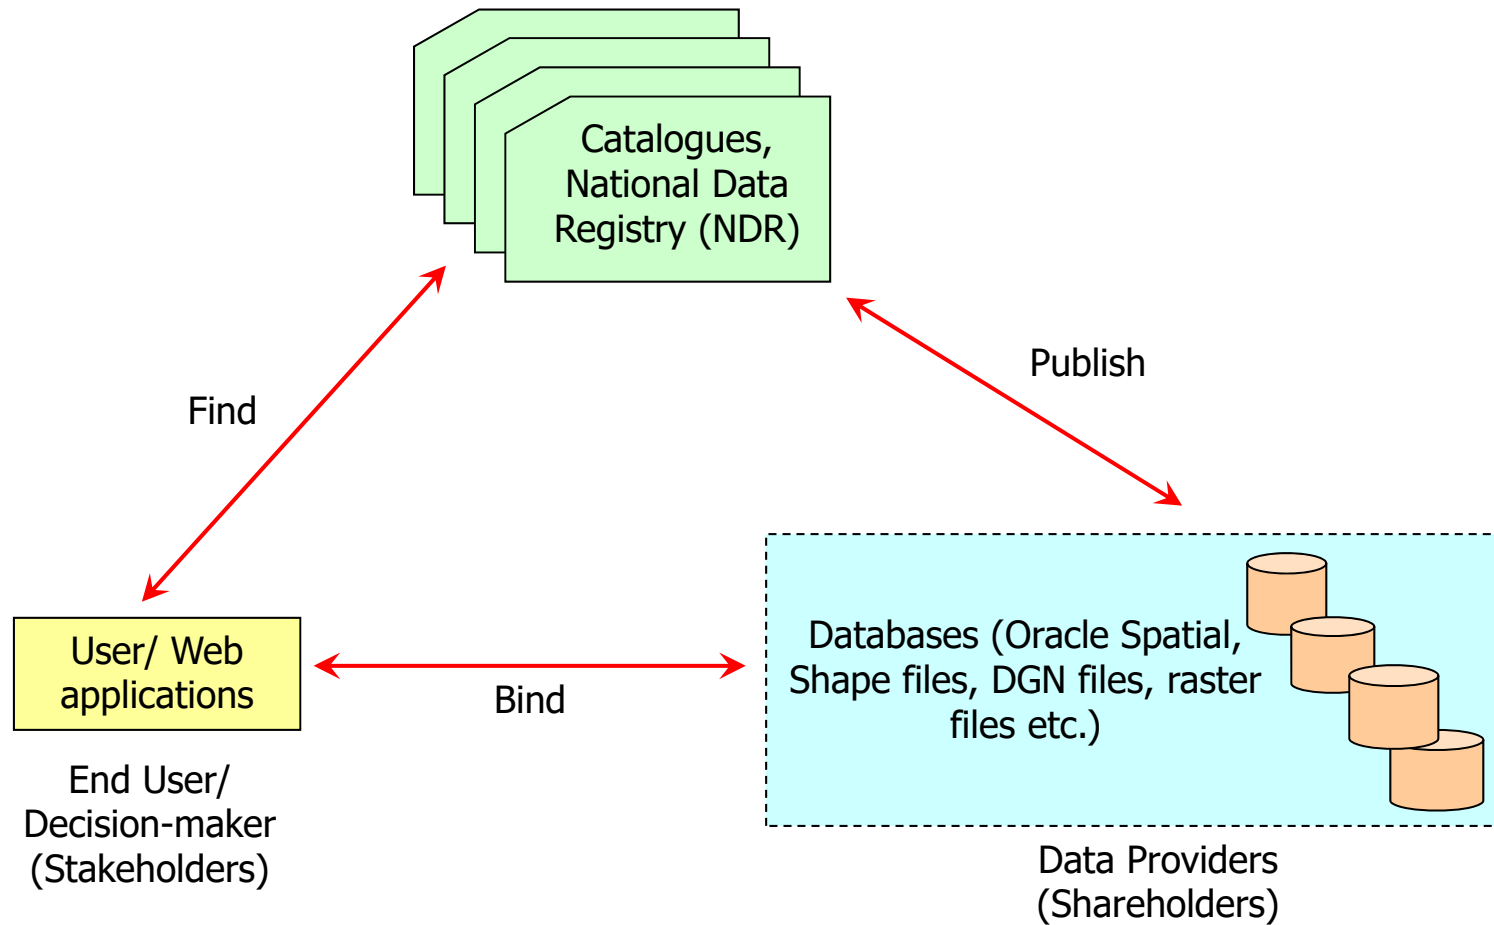 Catalogues,
National Data
Registry (NDR)
Publish
Find
User/ Web
applications
Bind
Databases (Oracle Spatial,
Shape files, DGN files, raster
files etc.)
End User/
Decision-maker
(Stakeholders)
Data Providers
(Shareholders)